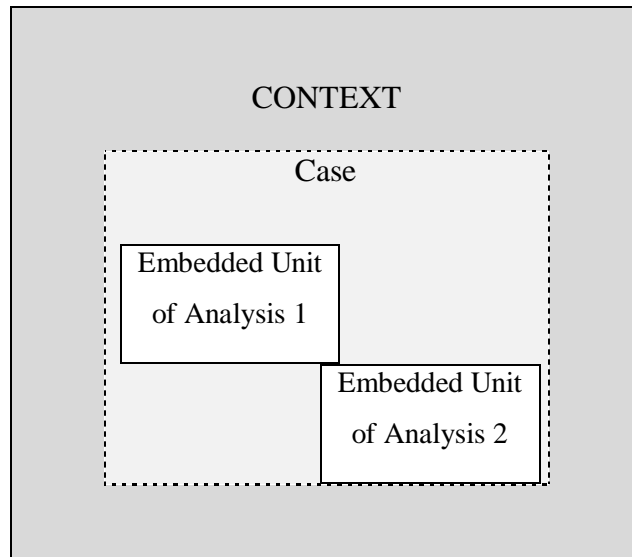 CONTEXT
Case
Embedded Unit
of Analysis 1
Embedded Unit
of Analysis 2